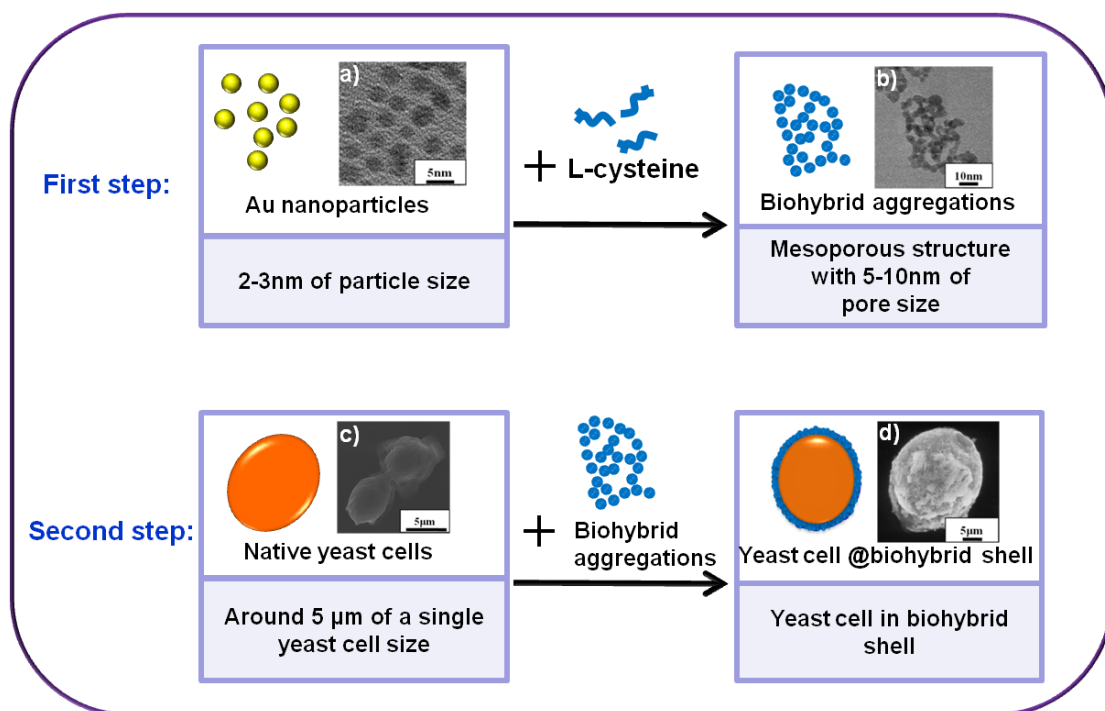 First step:
a)
5nm
Au nanoparticles
2-3nm of particle size
+
L-cysteine
b)
10nm
Biohybrid aggregations
Mesoporous structure
with 5-10nm of
pore size
Second step:
c)
5μm
Native yeast cells
Around 5 μm of a single
yeast cell size
+
Biohybrid
aggregations
d)
5μm
Yeast cell @biohybrid shell
Yeast cell in biohybrid
shell